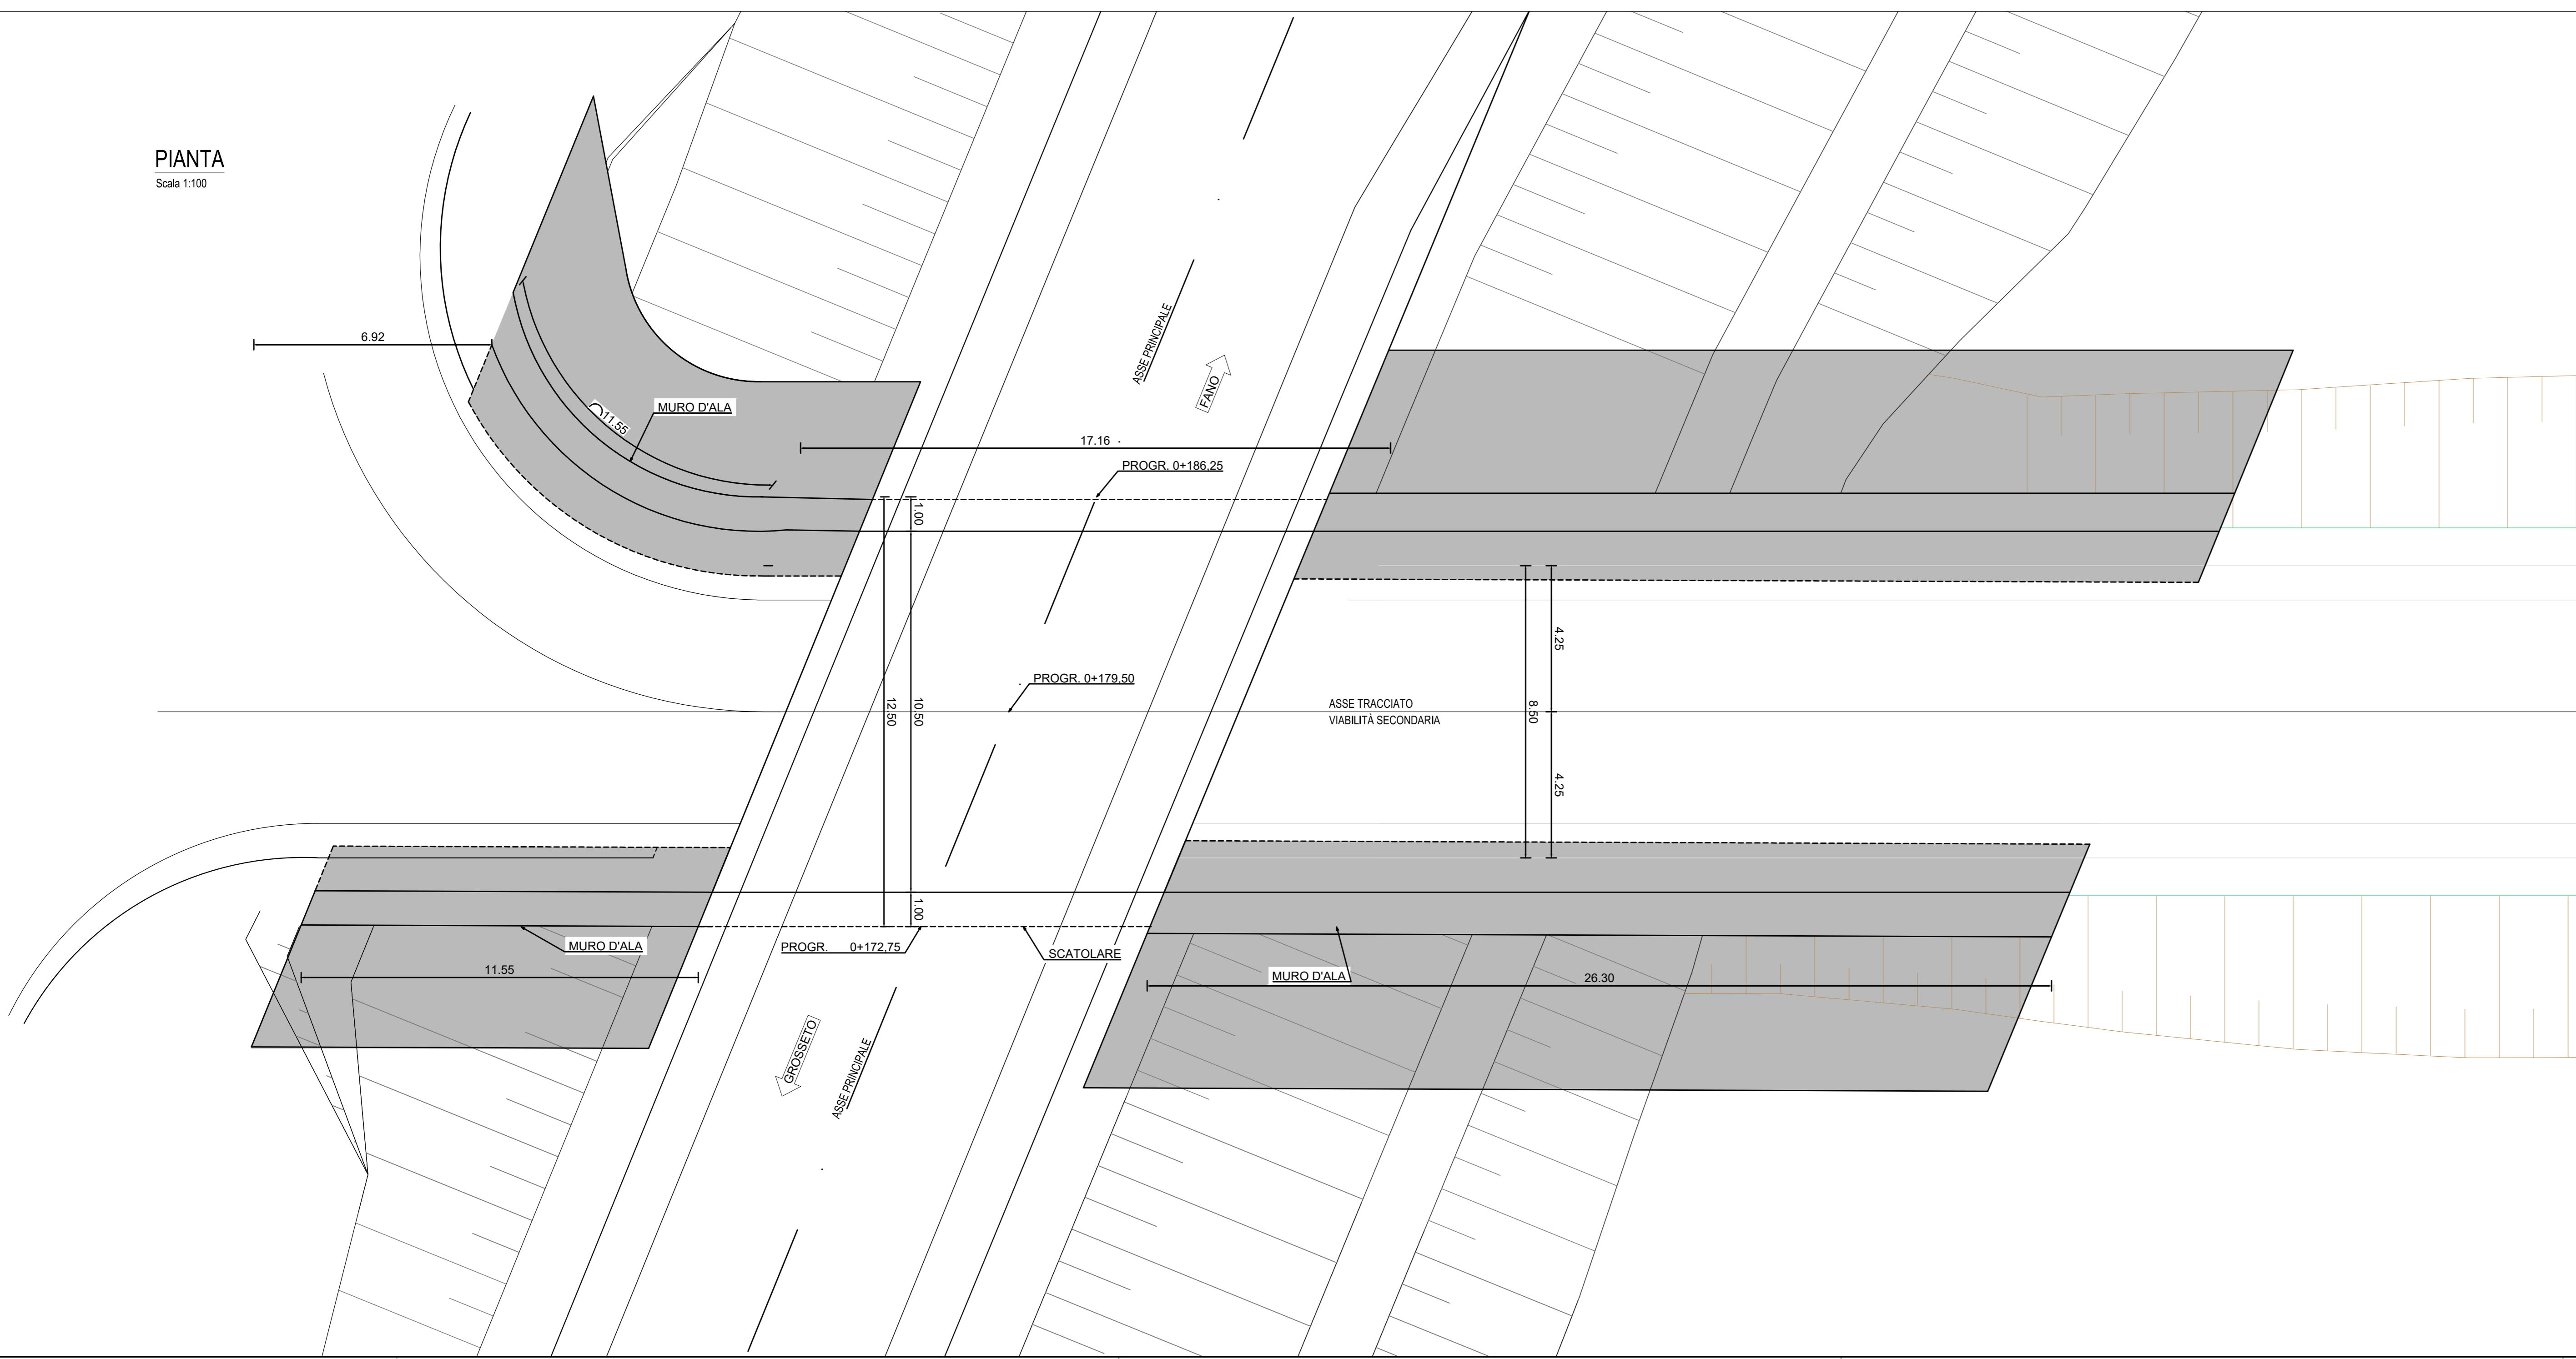 PIANTA
Scala 1:100
ASSE PRINCIPALE
FANO
6.92
MURO D'ALA
11.55
17.16
PROGR. 0+186,25
1.00
4.25
PROGR. 0+179,50
12.50
10.50
ASSE TRACCIATO
VIABILITÀ SECONDARIA
8.50
4.25
1.00
MURO D'ALA
PROGR. 0+172,75
SCATOLARE
11.55
MURO D'ALA
26.30
GROSSETO
ASSE PRINCIPALE